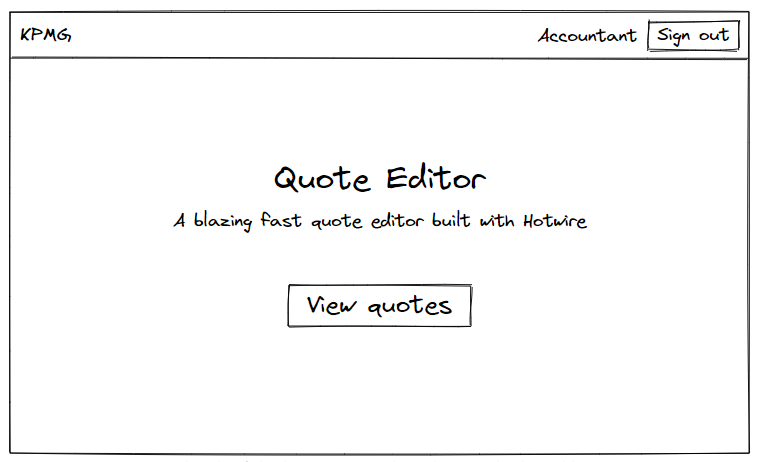 KPMG Accountant Sign out
Quote Editor
A blazing fast quote editor built with Hotwire
View quotes